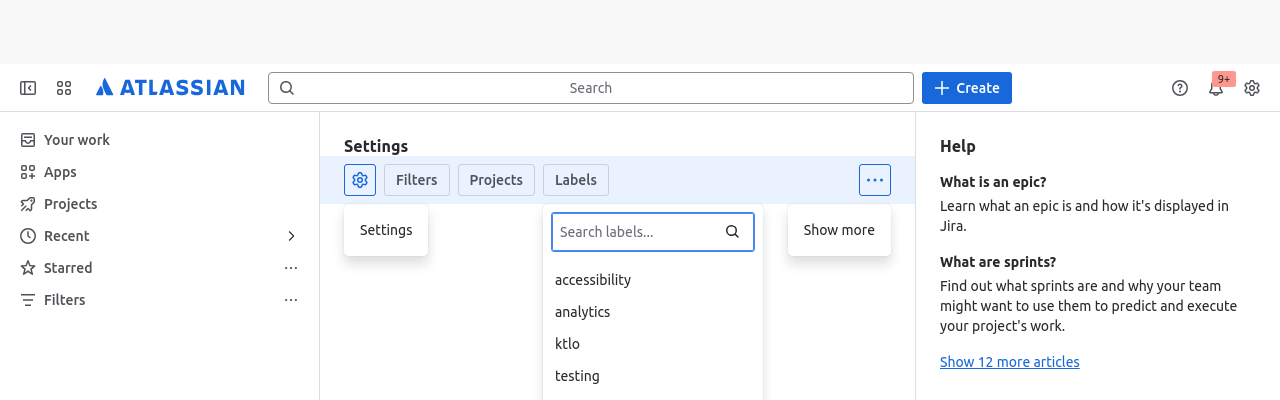 ATLASSIAN
Search
Create
9+
Your work
Apps
Projects
Recent
Starred
Filters
Settings
Filters
Projects
Labels
Settings
Search labels...
accessibility
analytics
ktlo
testing
Show more
Help
What is an epic?
Learn what an epic is and how it's displayed in
Jira.
What are sprints?
Find out what sprints are and why your team
might want to use them to predict and execute
your project's work.
Show 12 more articles